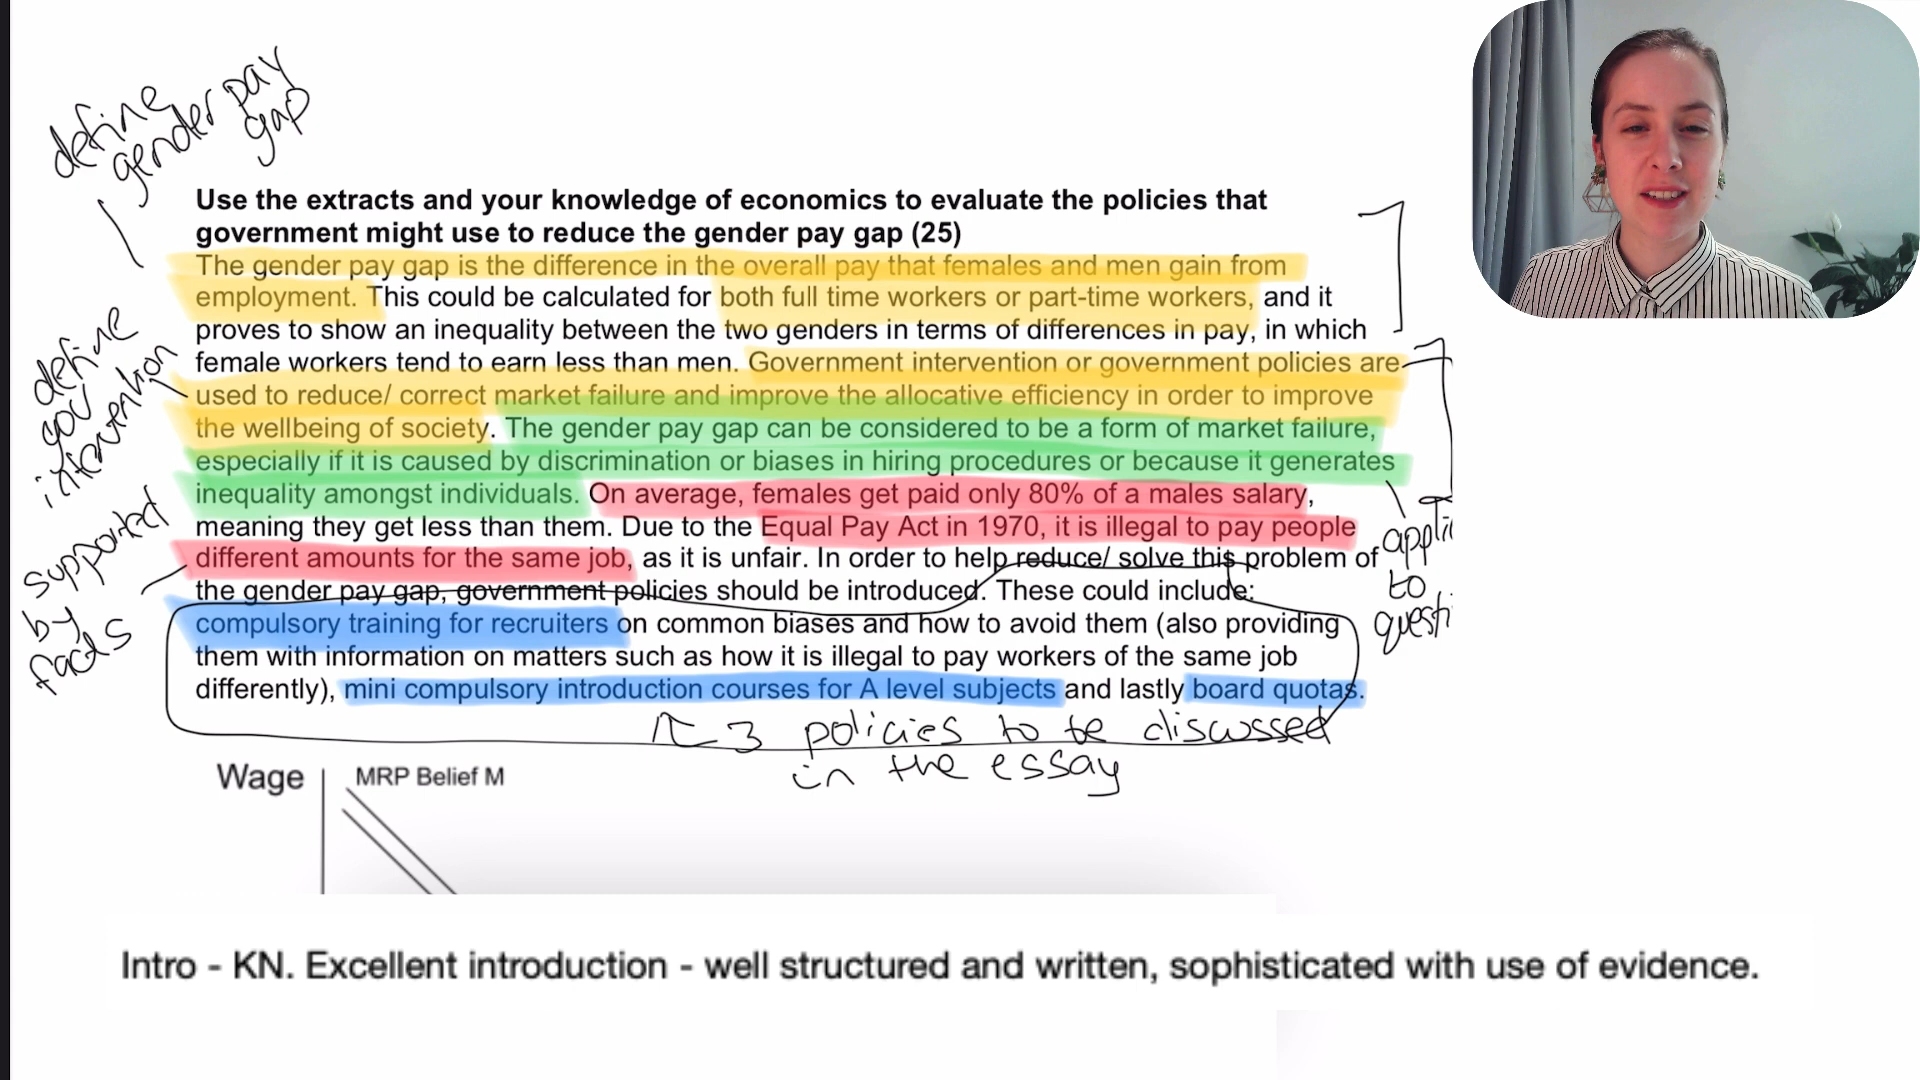 define
gender pay
gap
Use the extracts and your knowledge of economics to evaluate the policies that
government might use to reduce the gender pay gap (25)
The gender pay gap is the difference in the overall pay that females and men gain from
employment. This could be calculated for both full time workers or part-time workers, and it
proves to show an inequality between the two genders in terms of differences in pay, in which
female workers tend to earn less than men. Government intervention or government policies are
used to reduce/ correct market failure and improve the allocative efficiency in order to improve
the wellbeing of society. The gender pay gap can be considered to be a form of market failure,
especially if it is caused by discrimination or biases in hiring procedures or because it generates
inequality amongst individuals. On average, females get paid only 80% of a males salary,
meaning they get less than them. Due to the Equal Pay Act in 1970, it is illegal to pay people
different amounts for the same job, as it is unfair. In order to help reduce/ solve this problem of
the gender pay gap, government policies should be introduced. These could include:
compulsory training for recruiters on common biases and how to avoid them (also providing
them with information on matters such as how it is illegal to pay workers of the same job
differently), mini compulsory introduction courses for A level subjects and lastly board quotas.
define
gov
intervention
supported
by
facts
to
3 policies to be discussed
in the essay
Wage
MRP Belief M
Intro - KN. Excellent introduction - well structured and written, sophisticated with use of evidence.